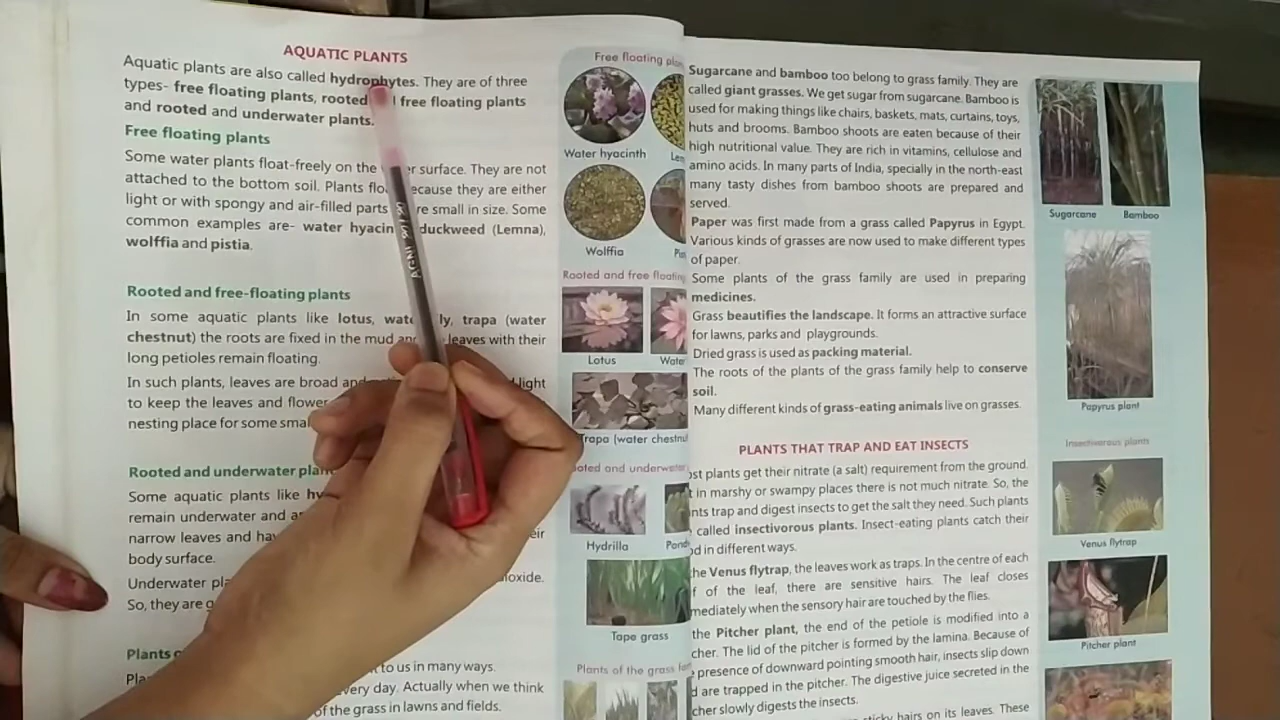 AQUATIC PLANTS
Aquatic plants are also called hydrophytes. They are of three
types- free floating plants, rooted free floating plants
and rooted and underwater plants.
Free floating plants
Some water plants float-freely on the surface. They are not
attached to the bottom soil. Plants because they are either
light or with spongy and air-filled parts are small in size. Some
common examples are- water duckweed (Lemna),
wolffia and pistia.
Rooted and free-floating plants
In some aquatic plants like lotus, trapa (water
chestnut) the roots are fixed in the mud leaves with their
long petioles remain floating.
In such plants, leaves are broad light
to keep the leaves and
nesting place for some
Rooted and underwater
Some aquatic plants like
remain underwater and
narrow leaves and
body surface.
Underwater
So, they are
Plants
to us in many ways.
every day. Actually when we think
of the grass in lawns and fields.
Free floating
Water hyacinth
Wolffia
Rooted and free floating
Lotus
Water
Trapa (water
and underwater
Hydrilla
Tape grass
Plants of the grass
Sugarcane and bamboo too belong to grass family. They are
called giant grasses. We get sugar from sugarcane. Bamboo is
used for making things like chairs, baskets, mats, curtains, toys,
huts and brooms. Bamboo shoots are eaten because of their
high nutritional value. They are rich in vitamins, cellulose and
amino acids. In many parts of India, specially in the north-east
many tasty dishes from bamboo shoots are prepared and
served.
Paper was first made from a grass called Papyrus in Egypt.
Various kinds of grasses are now used to make different types
of paper.
Some plants of the grass family are used in preparing
medicines.
Grass beautifies the landscape. It forms an attractive surface
for lawns, parks and playgrounds.
Dried grass is used as packing material.
The roots of the plants of the grass family help to conserve
soil.
Many different kinds of grass-eating animals live on grasses.
PLANTS THAT TRAP AND EAT INSECTS
plants get their nitrate (a salt) requirement from the ground.
in marshy or swampy places there is not much nitrate. So, the
trap and digest insects to get the salt they need. Such plants
called insectivorous plants. Insect-eating plants catch their
in different ways.
the Venus flytrap, the leaves work as traps. In the centre of each
of the leaf, there are sensitive hairs. The leaf closes
when the sensory hair are touched by the flies.
the Pitcher plant, the end of the petiole is modified into a
The lid of the pitcher is formed by the lamina. Because of
presence of downward pointing smooth hair, insects slip down
are trapped in the pitcher. The digestive juice secreted in the
slowly digests the insects.
sticky hairs on its leaves. These
Sugarcane
Bamboo
Papyrus plant
Insectivorous plants
Venus flytrap
Pitcher plant
AGNI